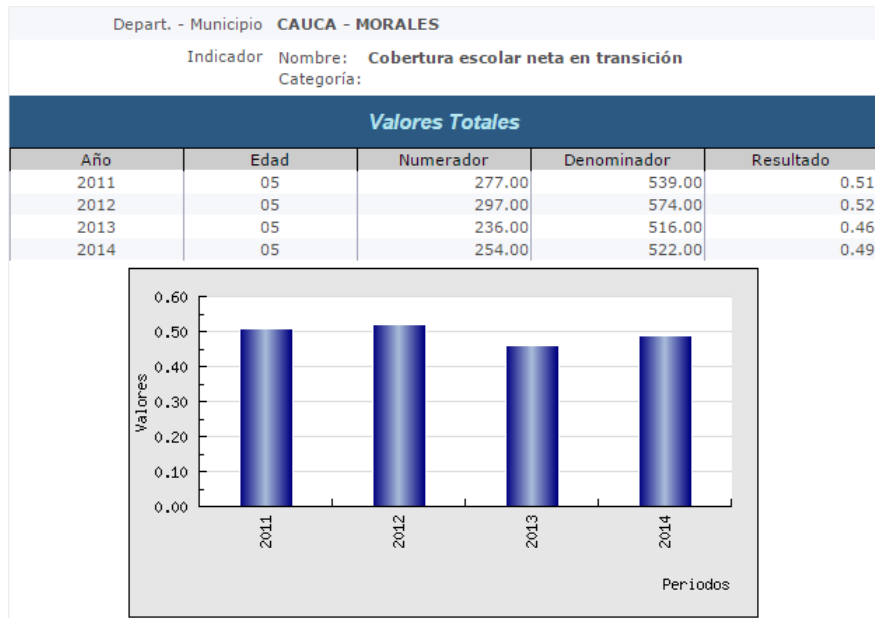 Depart. - Municipio CAUCA - MORALES
Indicador Nombre: Cobertura escolar neta en transición
Categoría:
Valores Totales
Año Edad Numerador Denominador Resultado
2011 05 277.00 539.00 0.51
2012 05 297.00 574.00 0.52
2013 05 236.00 516.00 0.46
2014 05 254.00 522.00 0.49
0.60
0.50
0.40
0.30
0.20
0.10
0.00
Valores
2011 2012 2013 2014
Periodos